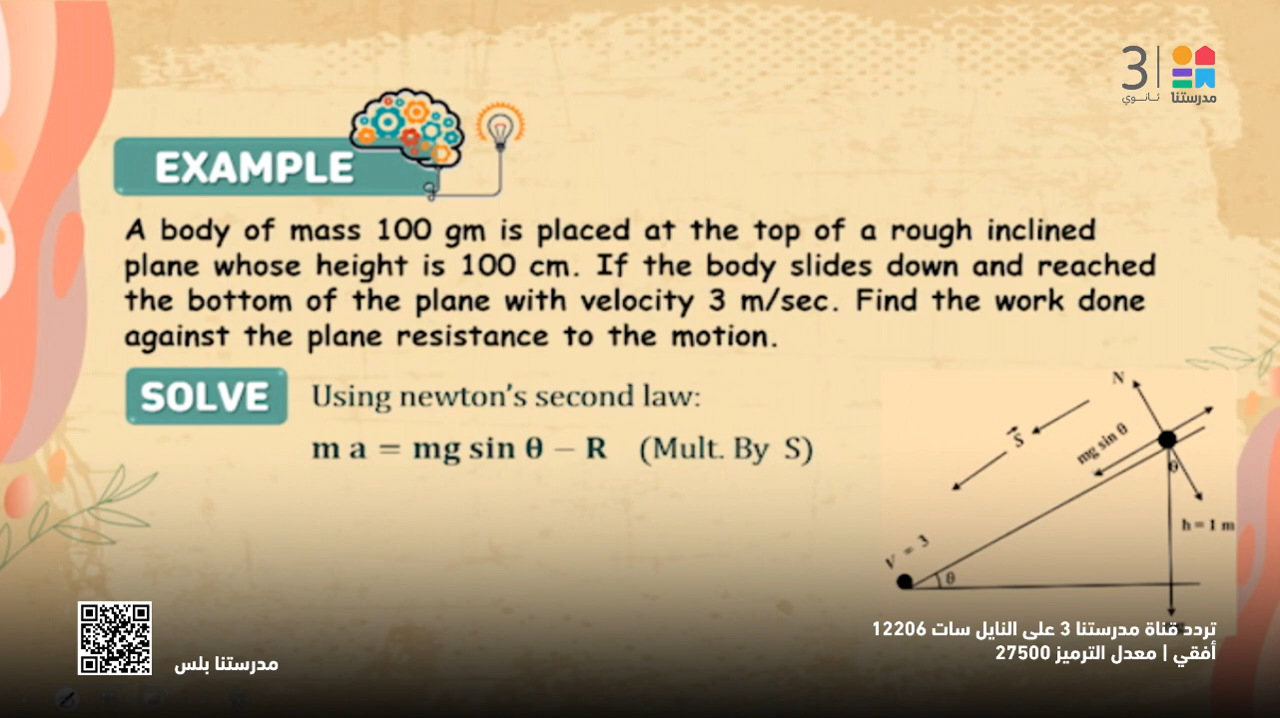 3
ثانوي
مدرستنا
EXAMPLE
A body of mass 100 gm is placed at the top of a rough inclined
plane whose height is 100 cm. If the body slides down and reached
the bottom of the plane with velocity 3 m/sec. Find the work done
against the plane resistance to the motion.
SOLVE
Using newton's second law:
m a = mg sin θ – R (Mult. By S)
N
S
mg sin θ
θ
h = 1 m
V = 3
θ
تردد قناة مدرستنا 3 على النايل سات 12206
أفقي | معدل الترميز 27500
مدرستنا بلس